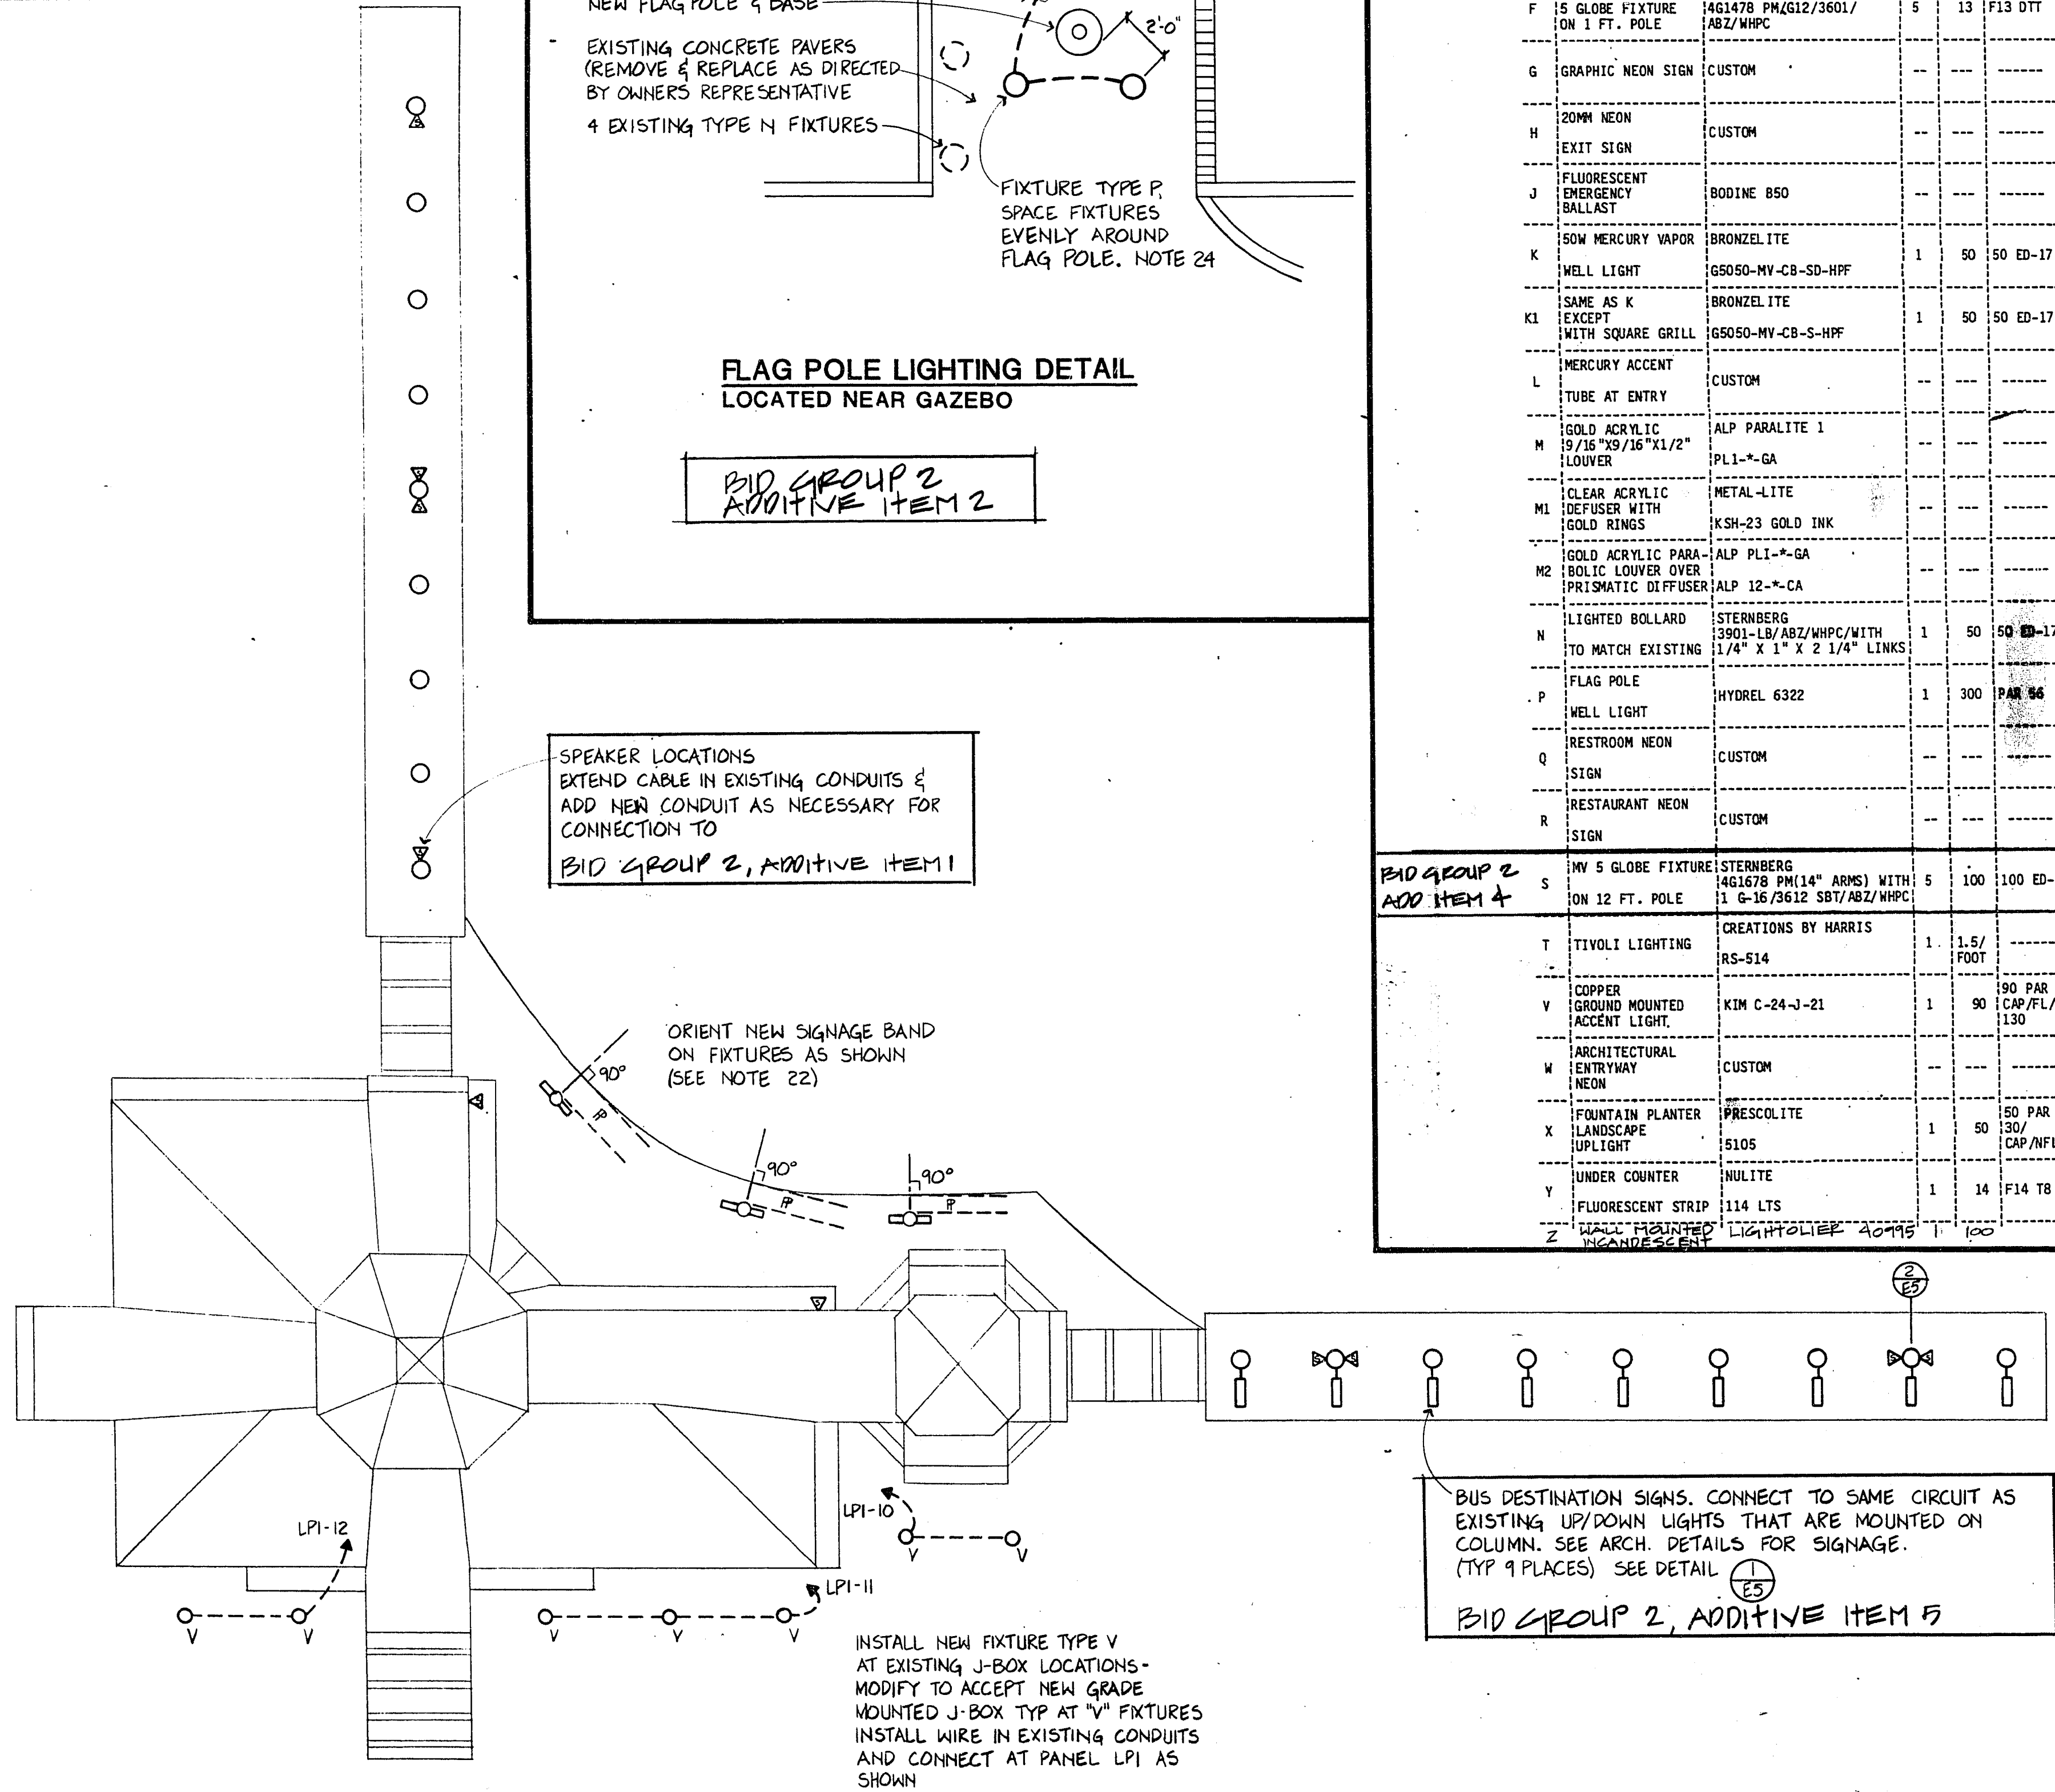 NEW FLAG POLE & BASE
2'-0"
EXISTING CONCRETE PAVERS
(REMOVE & REPLACE AS DIRECTED
BY OWNERS REPRESENTATIVE
4 EXISTING TYPE N FIXTURES
FIXTURE TYPE P,
SPACE FIXTURES
EVENLY AROUND
FLAG POLE. NOTE 24
FLAG POLE LIGHTING DETAIL
LOCATED NEAR GAZEBO
BID GROUP 2
ADDITIVE ITEM 2
SPEAKER LOCATIONS
EXTEND CABLE IN EXISTING CONDUITS &
ADD NEW CONDUIT AS NECESSARY FOR
CONNECTION TO
BID GROUP 2, ADDITIVE ITEM 1
ORIENT NEW SIGNAGE BAND
ON FIXTURES AS SHOWN
(SEE NOTE 22)
90°
90°
90°
F 5 GLOBE FIXTURE 4G1478 PM/G12/3601/ 5 13 F13 DTT
ON 1 FT. POLE ABZ/WHPC
G GRAPHIC NEON SIGN CUSTOM -- --- ------
20MM NEON
H CUSTOM -- --- ------
EXIT SIGN
FLUORESCENT
J EMERGENCY BODINE B50 -- --- ------
BALLAST
50W MERCURY VAPOR BRONZELITE
K 1 50 50 ED-17
WELL LIGHT G5050-MV-CB-SD-HPF
SAME AS K BRONZELITE
K1 EXCEPT 1 50 50 ED-17
WITH SQUARE GRILL G5050-MV-CB-S-HPF
MERCURY ACCENT
L CUSTOM -- --- ------
TUBE AT ENTRY
GOLD ACRYLIC ALP PARALITE 1
M 9/16"X9/16"X1/2" -- --- ------
LOUVER PL1-*-GA
CLEAR ACRYLIC METAL-LITE
M1 DEFUSER WITH -- --- ------
GOLD RINGS KSH-23 GOLD INK
GOLD ACRYLIC PARA- ALP PLI-*-GA
M2 BOLIC LOUVER OVER -- --- ------
PRISMATIC DIFFUSER ALP 12-*-CA
LIGHTED BOLLARD STERNBERG
N 3901-LB/ABZ/WHPC/WITH 1 50 50 ED-17
TO MATCH EXISTING 1/4" X 1" X 2 1/4" LINKS
FLAG POLE
P HYDREL 6322 1 300 PAR 56
WELL LIGHT
RESTROOM NEON
Q CUSTOM -- --- ------
SIGN
RESTAURANT NEON
R CUSTOM -- --- ------
SIGN
BID GROUP 2
ADD ITEM 4
MV 5 GLOBE FIXTURE STERNBERG
S 4G1678 PM(14" ARMS) WITH 5 100 100 ED-
ON 12 FT. POLE 1 G-16/3612 SBT/ABZ/WHPC
CREATIONS BY HARRIS
T TIVOLI LIGHTING 1 1.5/ ------
RS-514 FOOT
COPPER 90 PAR
V GROUND MOUNTED KIM C-24-J-21 1 90 CAP/FL/
ACCENT LIGHT. 130
ARCHITECTURAL
W ENTRYWAY CUSTOM -- --- ------
NEON
FOUNTAIN PLANTER PRESCOLITE 50 PAR
X LANDSCAPE 1 50 30/
UPLIGHT 5105 CAP/NFL
UNDER COUNTER NULITE
Y 1 14 F14 T8
FLUORESCENT STRIP 114 LTS
Z WALL MOUNTED LIGHTOLIER 40995 1 100
INCANDESCENT
2
E5
S
S
S
S
S
S
S
S
S
S
LP1-12
V
V
LP1-11
V
V
V
LP1-10
V
V
INSTALL NEW FIXTURE TYPE V
AT EXISTING J-BOX LOCATIONS-
MODIFY TO ACCEPT NEW GRADE
MOUNTED J-BOX TYP AT "V" FIXTURES
INSTALL WIRE IN EXISTING CONDUITS
AND CONNECT AT PANEL LP1 AS
SHOWN
BUS DESTINATION SIGNS. CONNECT TO SAME CIRCUIT AS
EXISTING UP/DOWN LIGHTS THAT ARE MOUNTED ON
COLUMN. SEE ARCH. DETAILS FOR SIGNAGE.
(TYP 9 PLACES) SEE DETAIL 1
E5
BID GROUP 2, ADDITIVE ITEM 5